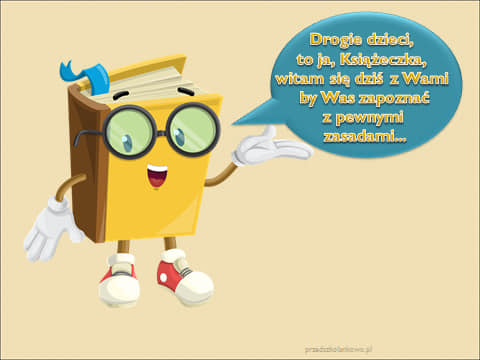 Drogie dzieci,
to ja, Książeczka,
witam się dziś z Wami
by Was zapoznać
z pewnymi
zasadami...
przedszkolankowo.pl